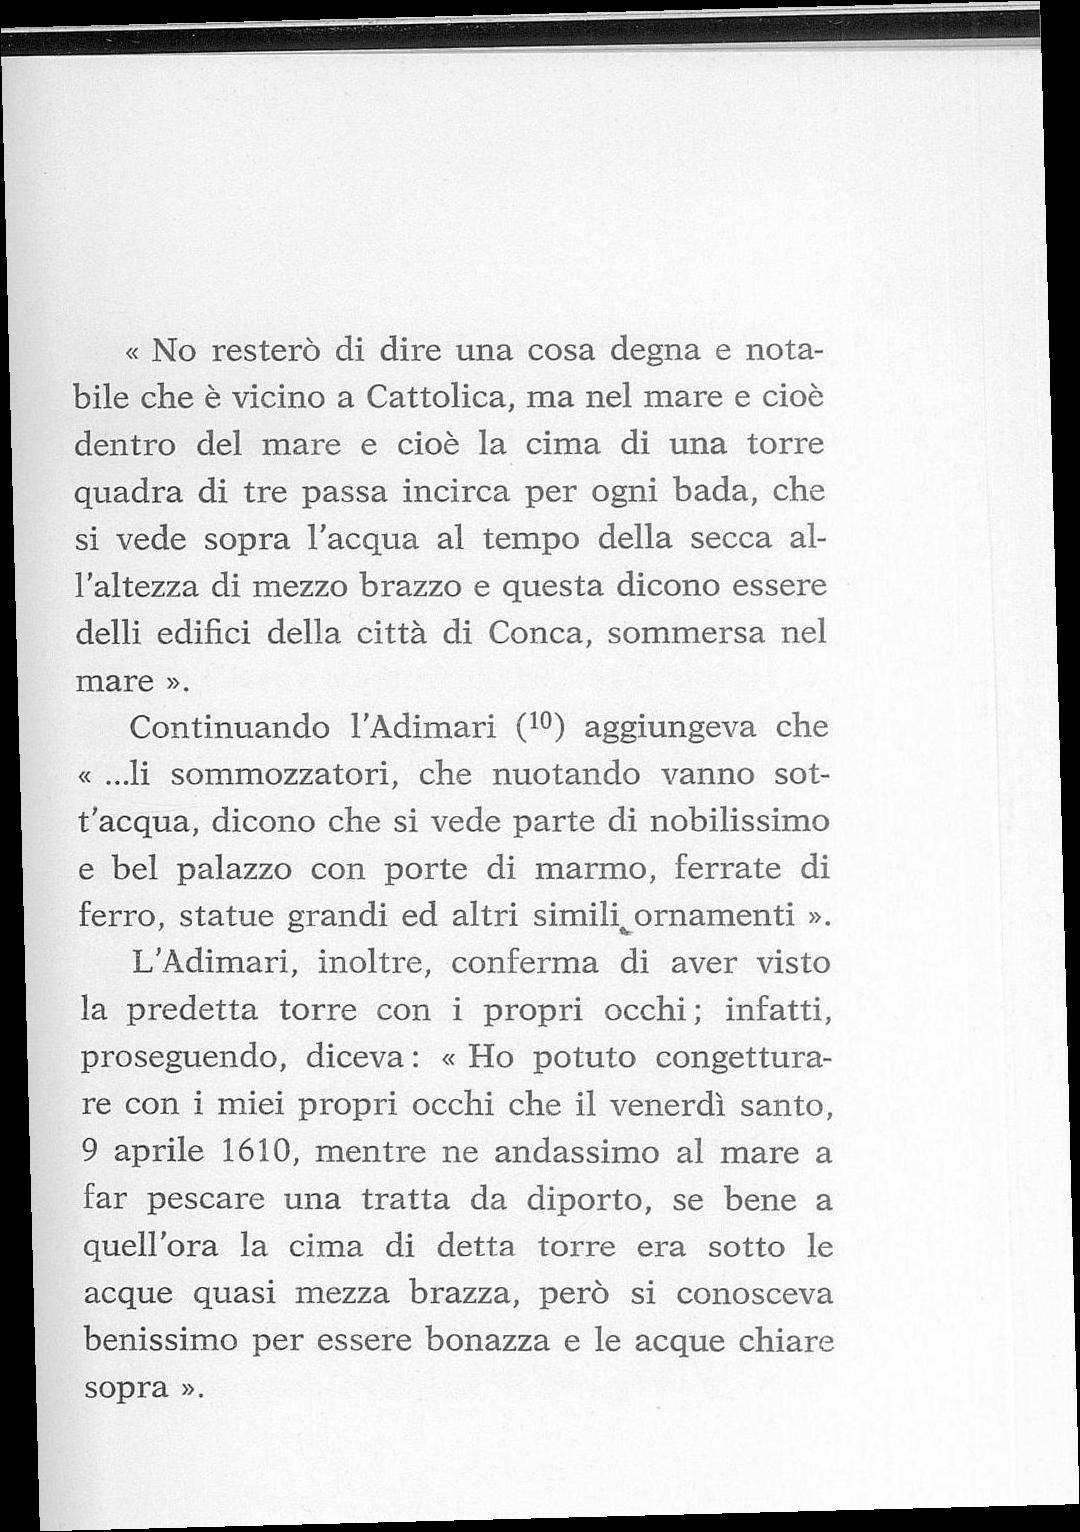 « No resterò di dire una cosa degna e nota-
bile che è vicino a Cattolica, ma nel mare e cioè
dentro del mare e cioè la cima di una torre
quadra di tre passa incirca per ogni bada, che
si vede sopra l'acqua al tempo della secca al-
l'altezza di mezzo brazzo e questa dicono essere
delli edifici della città di Conca, sommersa nel
mare ».
Continuando l'Adimari (¹⁰) aggiungeva che
« ...li sommozzatori, che nuotando vanno sot-
t'acqua, dicono che si vede parte di nobilissimo
e bel palazzo con porte di marmo, ferrate di
ferro, statue grandi ed altri simili ornamenti ».
L'Adimari, inoltre, conferma di aver visto
la predetta torre con i propri occhi; infatti,
proseguendo, diceva: « Ho potuto congettura-
re con i miei propri occhi che il venerdì santo,
9 aprile 1610, mentre ne andassimo al mare a
far pescare una tratta da diporto, se bene a
quell'ora la cima di detta torre era sotto le
acque quasi mezza brazza, però si conosceva
benissimo per essere bonazza e le acque chiare
sopra ».